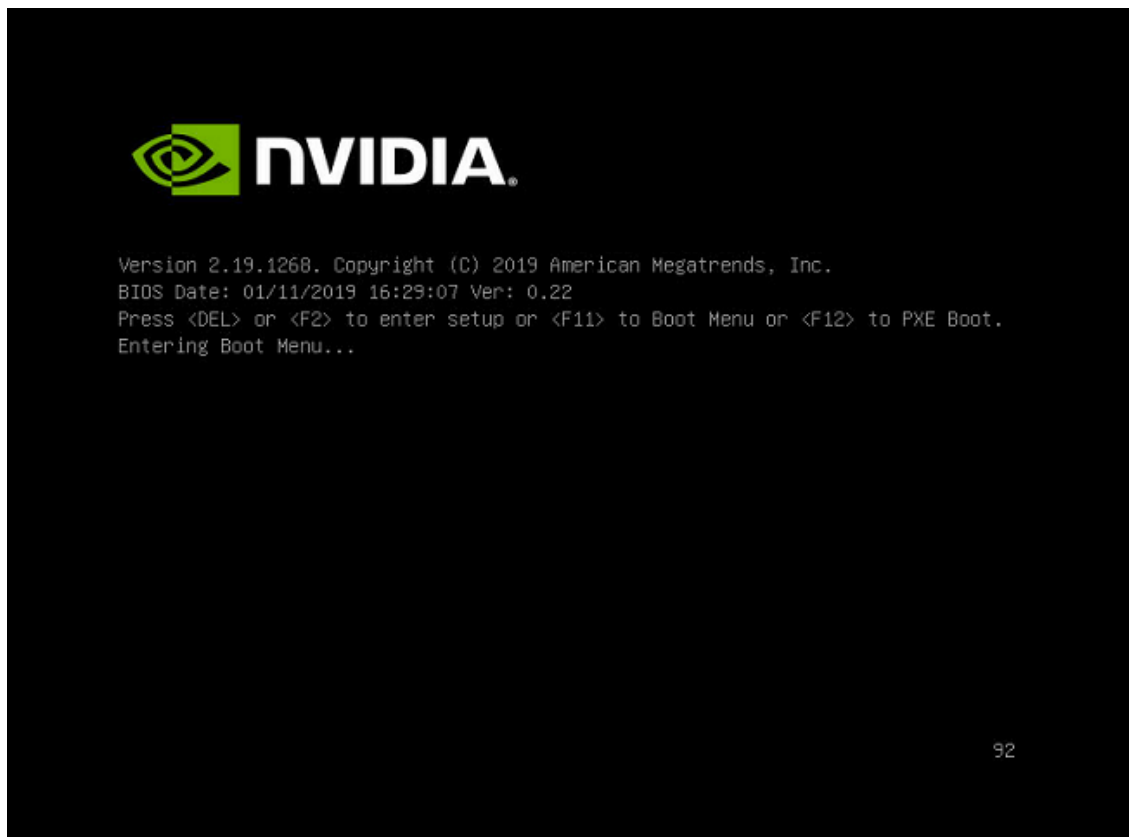 NVIDIA®
Version 2.19.1268. Copyright (C) 2019 American Megatrends, Inc.
BIOS Date: 01/11/2019 16:29:07 Ver: 0.22
Press <DEL> or <F2> to enter setup or <F11> to Boot Menu or <F12> to PXE Boot.
Entering Boot Menu...
92